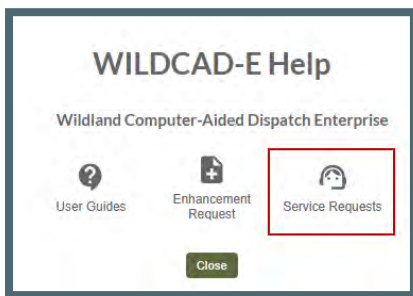 WILDCAD-E Help
Wildland Computer-Aided Dispatch Enterprise
User Guides
Enhancement
Request
Service Requests
Close